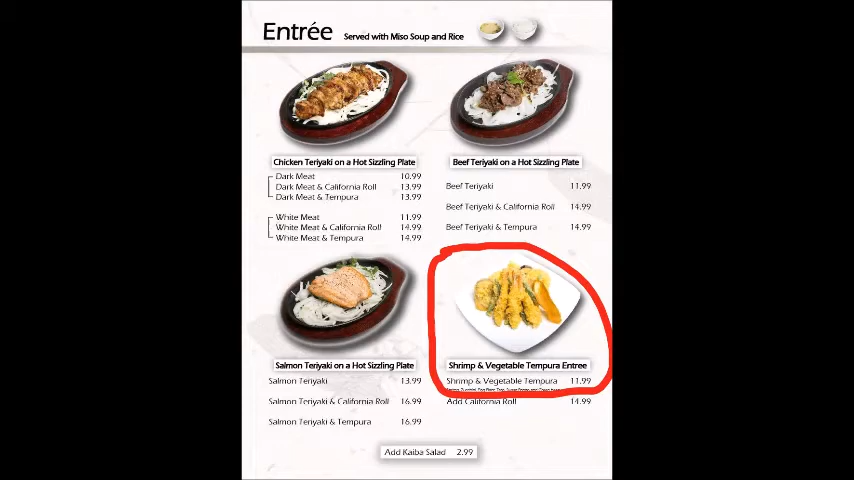 Entrée Served with Miso Soup and Rice
Chicken Teriyaki on a Hot Sizzling Plate
Dark Meat 10.99
Dark Meat & California Roll 13.99
Dark Meat & Tempura 13.99
White Meat 11.99
White Meat & California Roll 14.99
White Meat & Tempura 14.99
Beef Teriyaki on a Hot Sizzling Plate
Beef Teriyaki 11.99
Beef Teriyaki & California Roll 14.99
Beef Teriyaki & Tempura 14.99
Salmon Teriyaki on a Hot Sizzling Plate
Salmon Teriyaki 13.99
Salmon Teriyaki & California Roll 16.99
Salmon Teriyaki & Tempura 16.99
Shrimp & Vegetable Tempura Entree
Shrimp & Vegetable Tempura 11.99
Add California Roll 14.99
Add Kaiba Salad 2.99